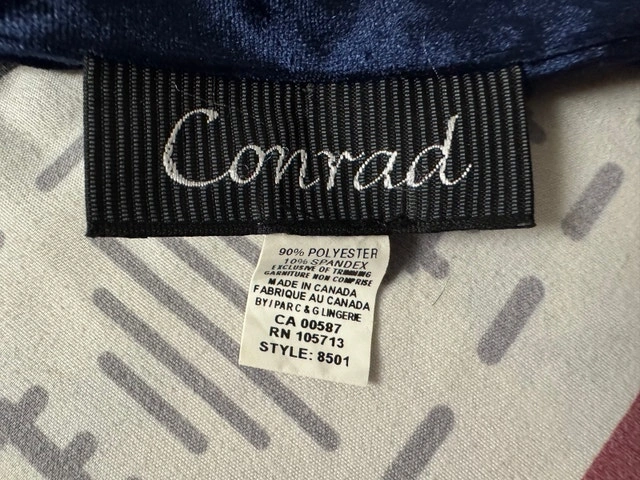 Conrad
90% POLYESTER
10% SPANDEX
EXCLUSIVE OF TRIMMING
GARNITURE NON COMPRISE
MADE IN CANADA
FABRIQUE AU CANADA
BY / PAR C & G LINGERIE
CA 00587
RN 105713
STYLE: 8501